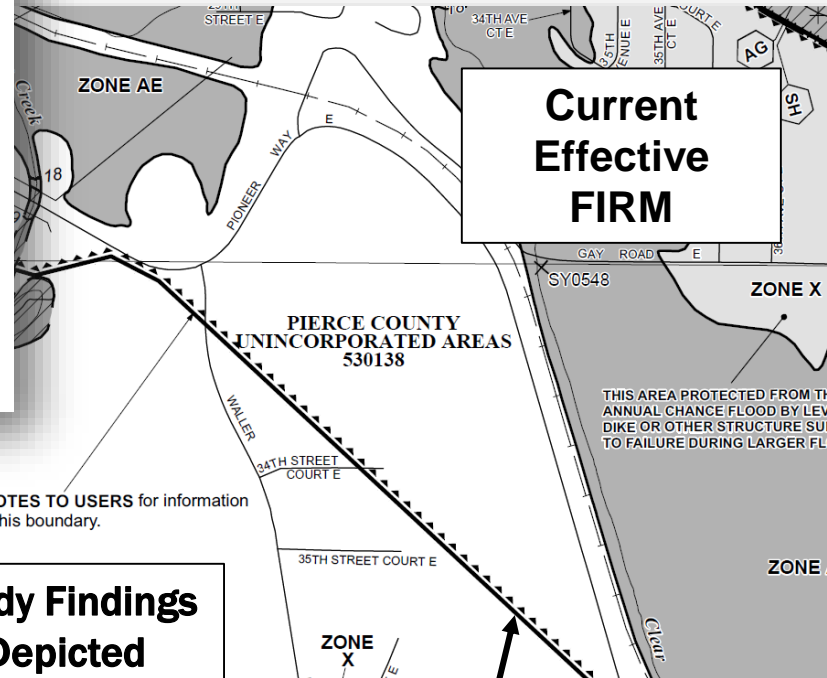 STREET E
34TH AVE
CT E
35TH
ENUE E
35TH AVE
CT E
COURT E
AG
ZONE AE
Current
Effective
FIRM
SH
Creek
18
E
WAY
PIONEER
GAY ROAD E
SY0548
ZONE X
PIERCE COUNTY
UNINCORPORATED AREAS
530138
THIS AREA PROTECTED FROM TH
ANNUAL CHANCE FLOOD BY LEV
DIKE OR OTHER STRUCTURE SU
TO FAILURE DURING LARGER FL
WALLER
34TH STREET
COURT E
OTES TO USERS for information
his boundary.
35TH STREET COURT E
ZONE
dy Findings
Depicted
ZONE
X
Clear
E